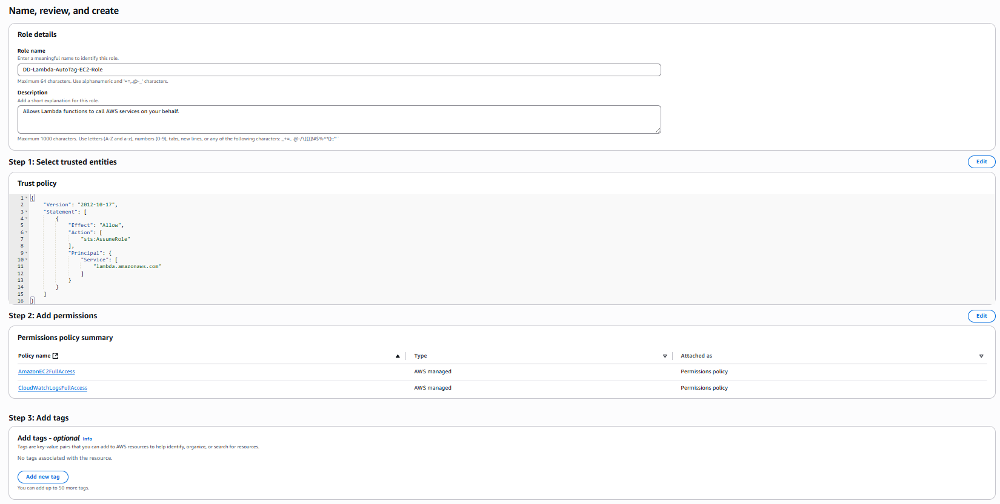 Name, review, and create
Role details
Role name
Enter a meaningful name to identify this role.
DD-Lambda-AutoTag-EC2-Role
Maximum 64 characters. Use alphanumeric and '+=,.@-_' characters.
Description
Add a short explanation for this role.
Allows Lambda functions to call AWS services on your behalf.
Maximum 1000 characters. Use letters (A-Z and a-z), numbers (0-9), tabs, new lines, or any of the following characters:
Step 1: Select trusted entities
Edit
Trust policy
1 {
2 "Version": "2012-10-17",
3 "Statement": [
4 {
5 "Effect": "Allow",
6 "Action": [
7 "sts:AssumeRole"
8 ],
9 "Principal": {
10 "Service": [
11 "lambda.amazonaws.com"
12 ]
13 }
14 }
15 ]
16 }
Step 2: Add permissions
Edit
Permissions policy summary
Policy name Type Attached as
AmazonEC2FullAccess AWS managed Permissions policy
CloudWatchLogsFullAccess AWS managed Permissions policy
Step 3: Add tags
Add tags - optional Info
Tags are key-value pairs that you can add to AWS resources to help identify, organize, or search for resources.
No tags associated with the resource.
Add new tag
You can add up to 50 more tags.